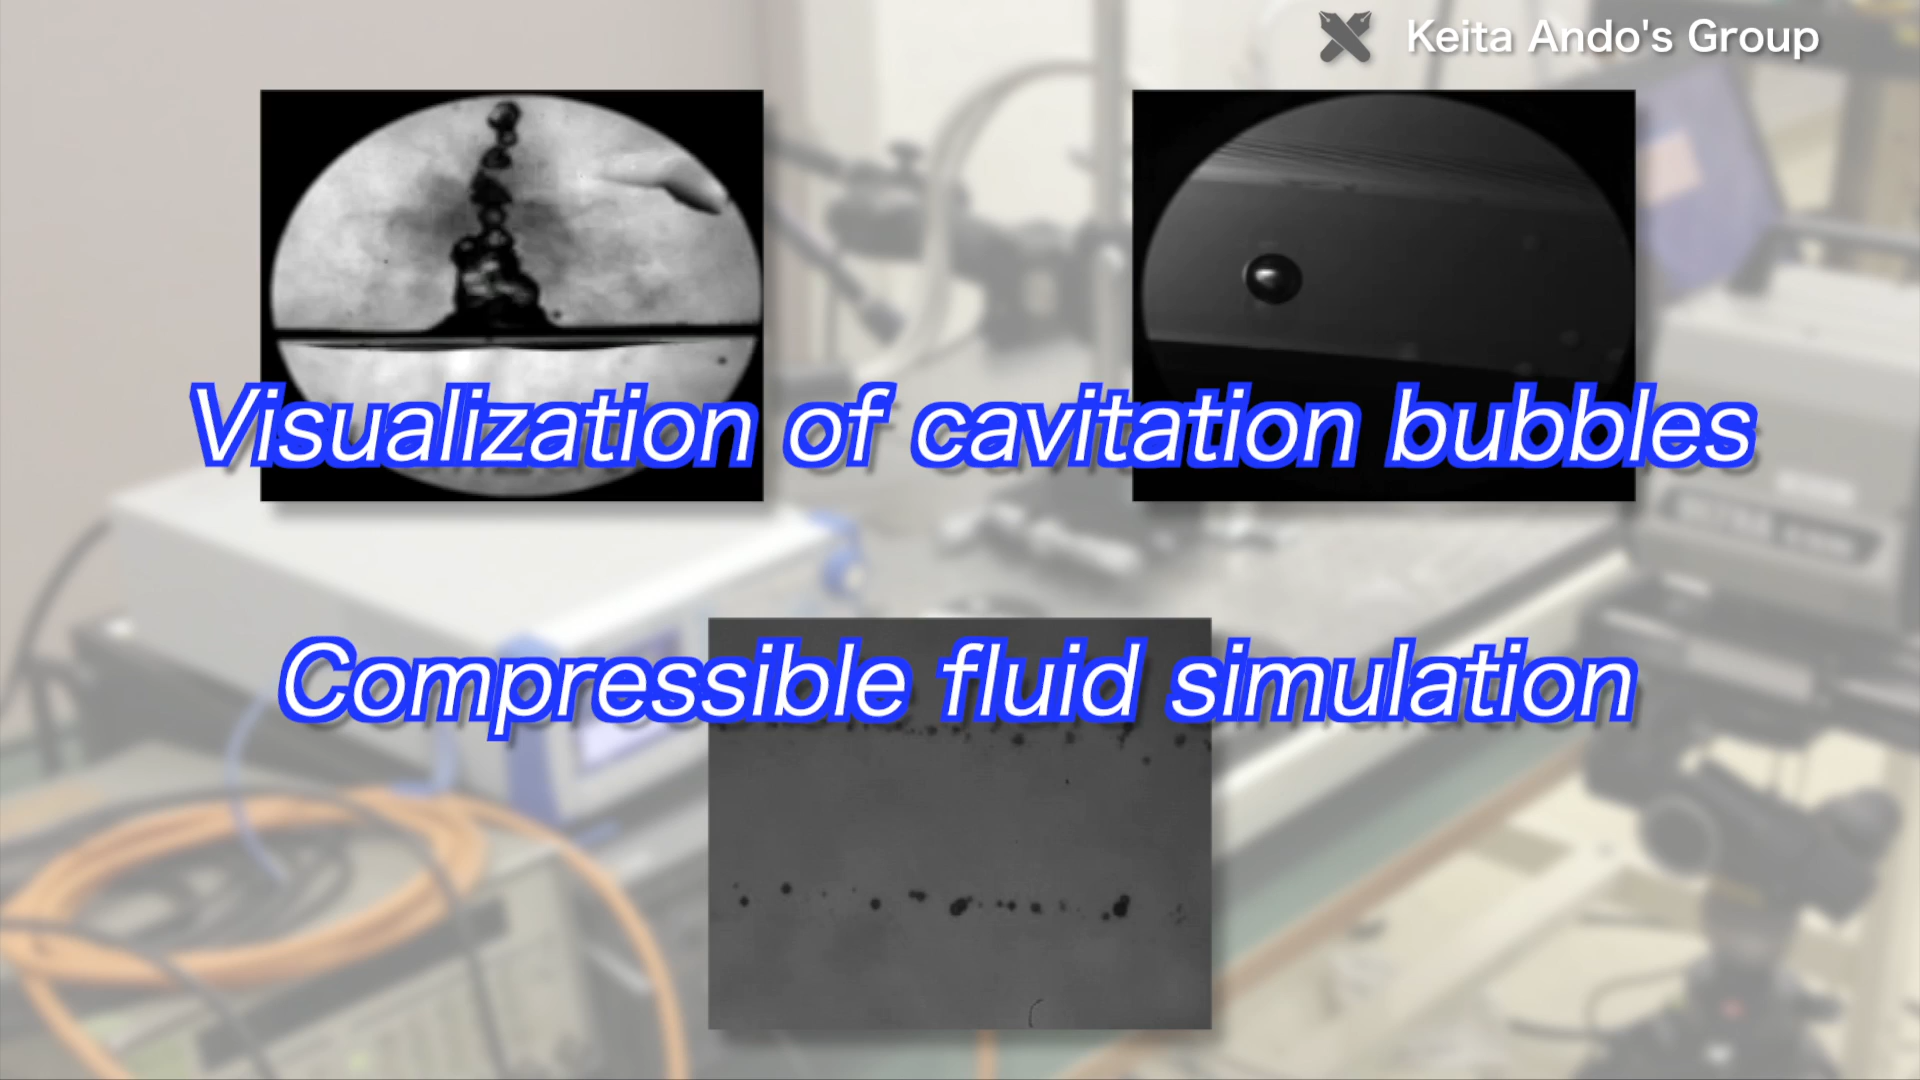 Keita Ando's Group
Visualization of cavitation bubbles
Compressible fluid simulation